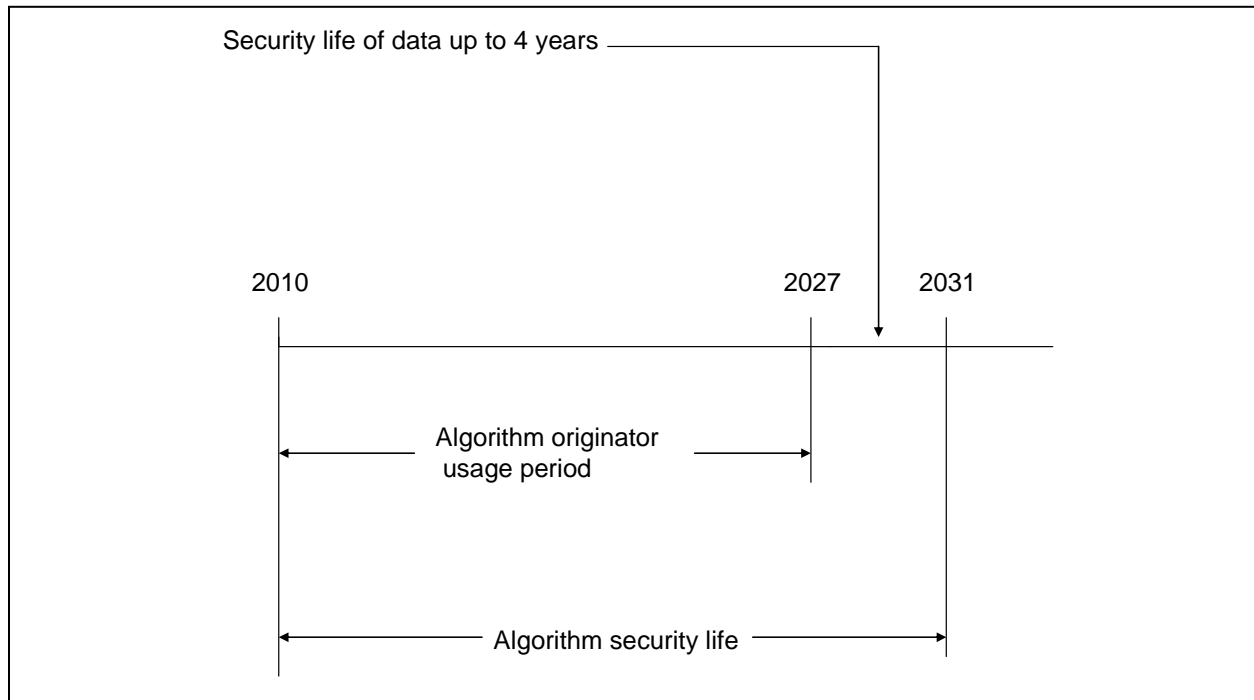 Security life of data up to 4 years
2010
2027
2031
Algorithm originator
usage period
Algorithm security life